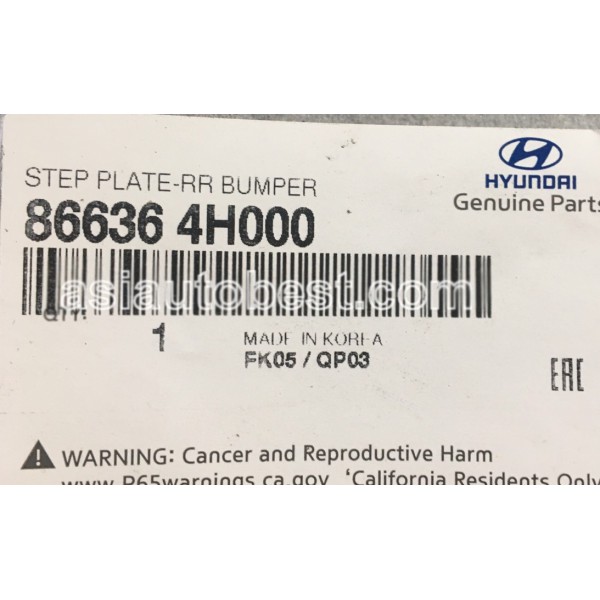 HYUNDAI
Genuine Parts
STEP PLATE-RR BUMPER
86636 4H000
asiautobest.com
QTY:
1
MADE IN KOREA
FK05 / QP03
EAC
WARNING: Cancer and Reproductive Harm
www.P65warnings.ca.gov 'California Residents Only